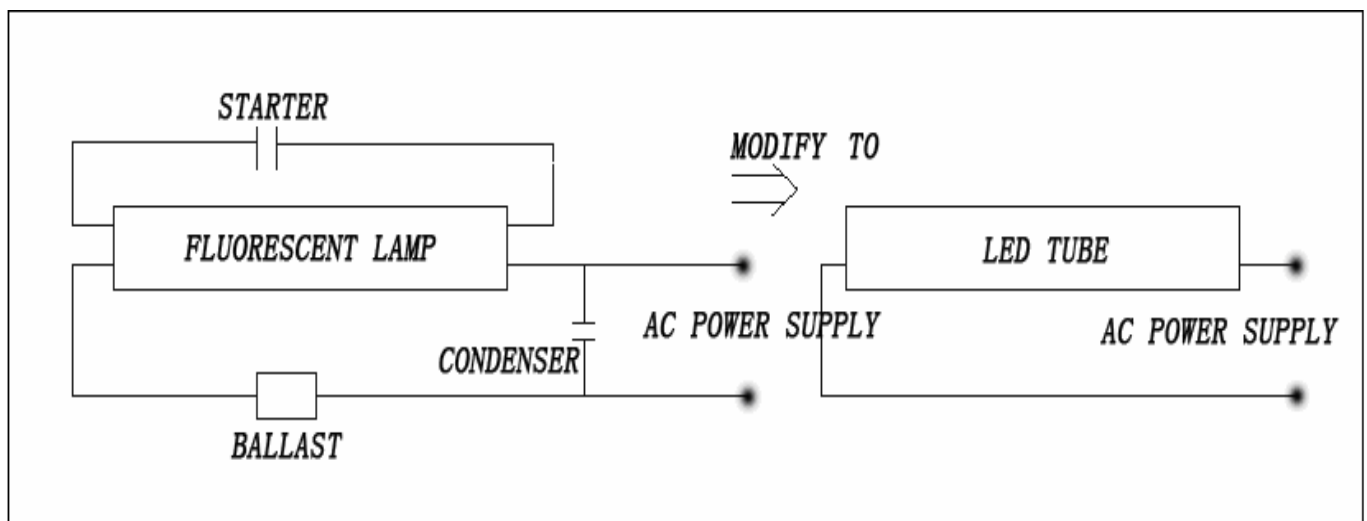 STARTER
MODIFY TO
FLUORESCENT LAMP
LED TUBE
AC POWER SUPPLY
AC POWER SUPPLY
CONDENSER
BALLAST